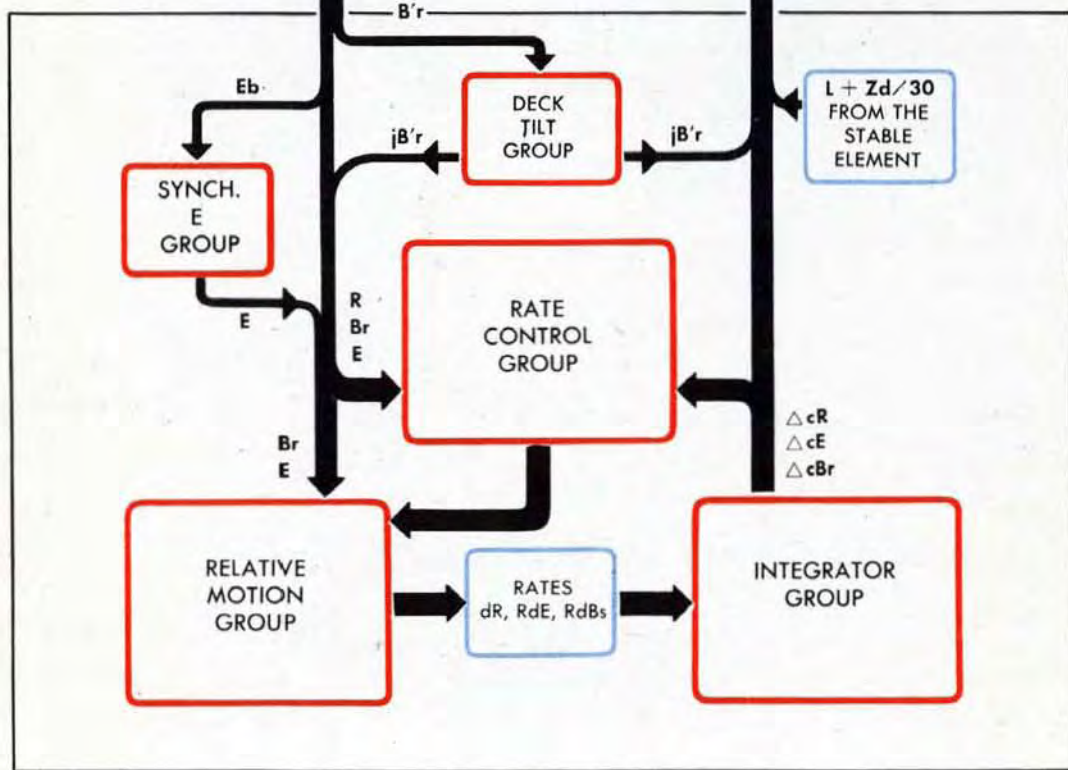 B'r
Eb
DECK
TILT
GROUP
L + Zd/30
FROM THE
STABLE
ELEMENT
jB'r
jB'r
SYNCH.
E
GROUP
E
R
Br
E
RATE
CONTROL
GROUP
Br
E
△cR
△cE
△cBr
RELATIVE
MOTION
GROUP
RATES
dR, RdE, RdBs
INTEGRATOR
GROUP